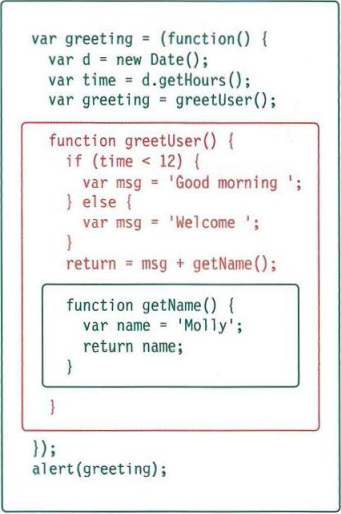 var greeting = (function() {
var d = new Date();
var time = d.getHours();
var greeting = greetUser();
function greetUser() {
if (time < 12) {
var msg = 'Good morning ';
} else {
var msg = 'Welcome ';
}
return = msg + getName();
function getName() {
var name = 'Molly';
return name;
}
}
});
alert(greeting);